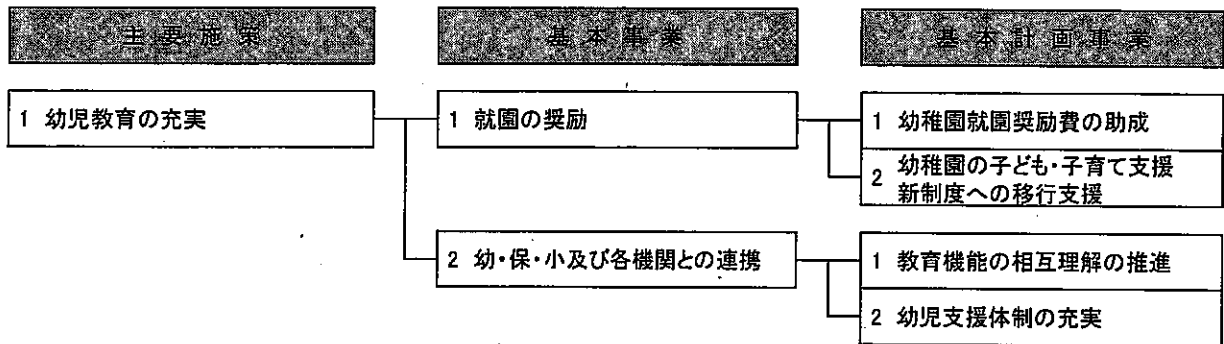 主要施策
基本事業
基本計画事業
1 幼児教育の充実
1 就園の奨励
1 幼稚園就園奨励費の助成
2 幼稚園の子ども・子育て支援
新制度への移行支援
2 幼・保・小及び各機関との連携
1 教育機能の相互理解の推進
2 幼児支援体制の充実